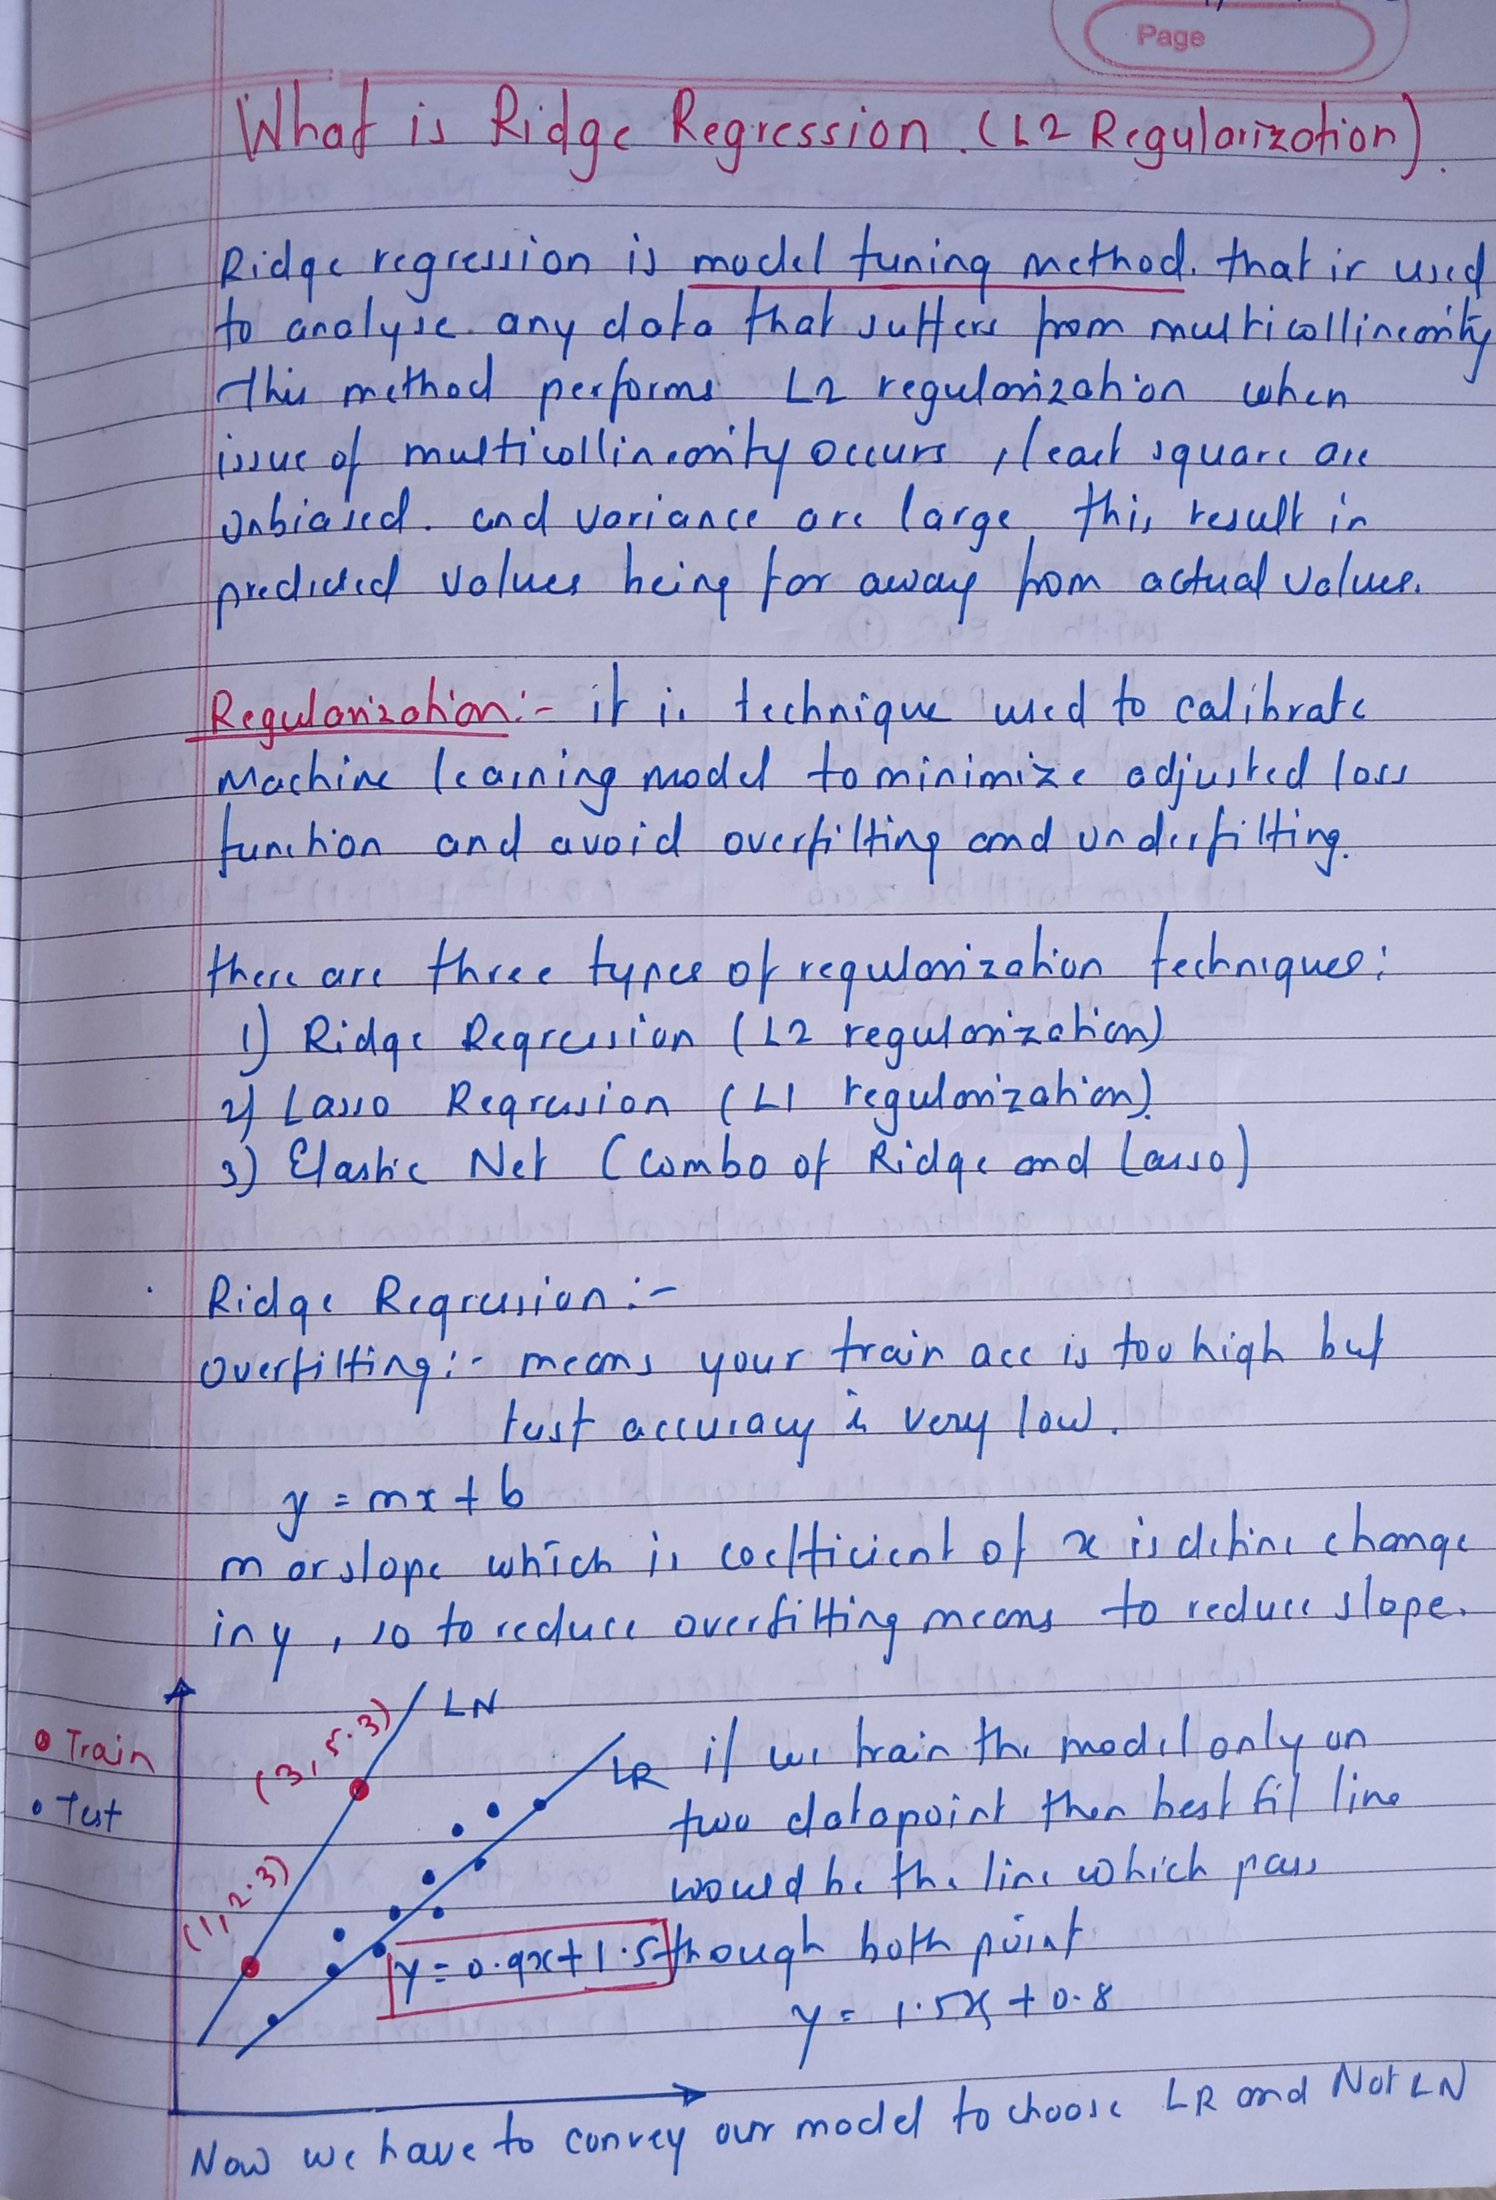 Page
What is Ridge Regression. (L2 Regularization).
Ridge regression is model tuning method. that is used
to analyse any data that suffers from multicollinearity
This method performs L2 regularization when
issue of multicollinearity occurs, least square are
unbiased. and variance are large, this result in
predicted values being far away from actual values.
Regularization:- it is technique used to calibrate
Machine learning model to minimize adjusted loss
function and avoid overfitting and underfitting.
there are three types of regularization techniques:
1) Ridge Regression (L2 regularization)
2) Lasso Regression (L1 regularization)
3) Elastic Net (Combo of Ridge and Lasso)
Ridge Regression:-
Overfitting:- means your train acc is too high but
test accuracy is very low.
y = mx + b
m or slope which is coefficient of x is define change
in y, so to reduce overfitting means to reduce slope.
LN
(3, 5.3)
Train
Test
(1, 2.3)
LR
if we train the model only on
two datapoint then best fit line
would be the line which pass
though both point
y = 0.9x + 1.5
y = 1.5x + 0.8
Now we have to convey our model to choose LR and Not LN